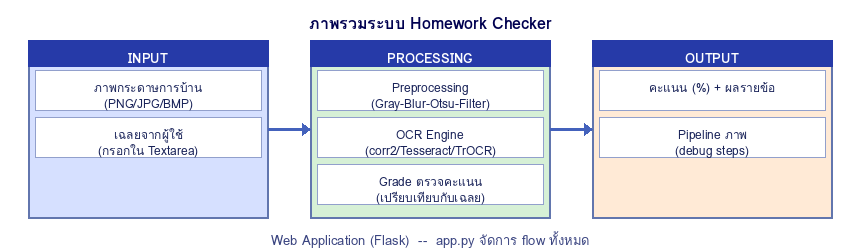 ภาพรวมระบบ Homework Checker
INPUT
ภาพกระดาษการบ้าน
(PNG/JPG/BMP)
เฉลยจากผู้ใช้
(กรอกใน Textarea)
PROCESSING
Preprocessing
(Gray-Blur-Otsu-Filter)
OCR Engine
(corr2/Tesseract/TrOCR)
Grade ตรวจคะแนน
(เปรียบเทียบกับเฉลย)
OUTPUT
คะแนน (%) + ผลรายข้อ
Pipeline ภาพ
(debug steps)
Web Application (Flask)  --  app.py จัดการ flow ทั้งหมด